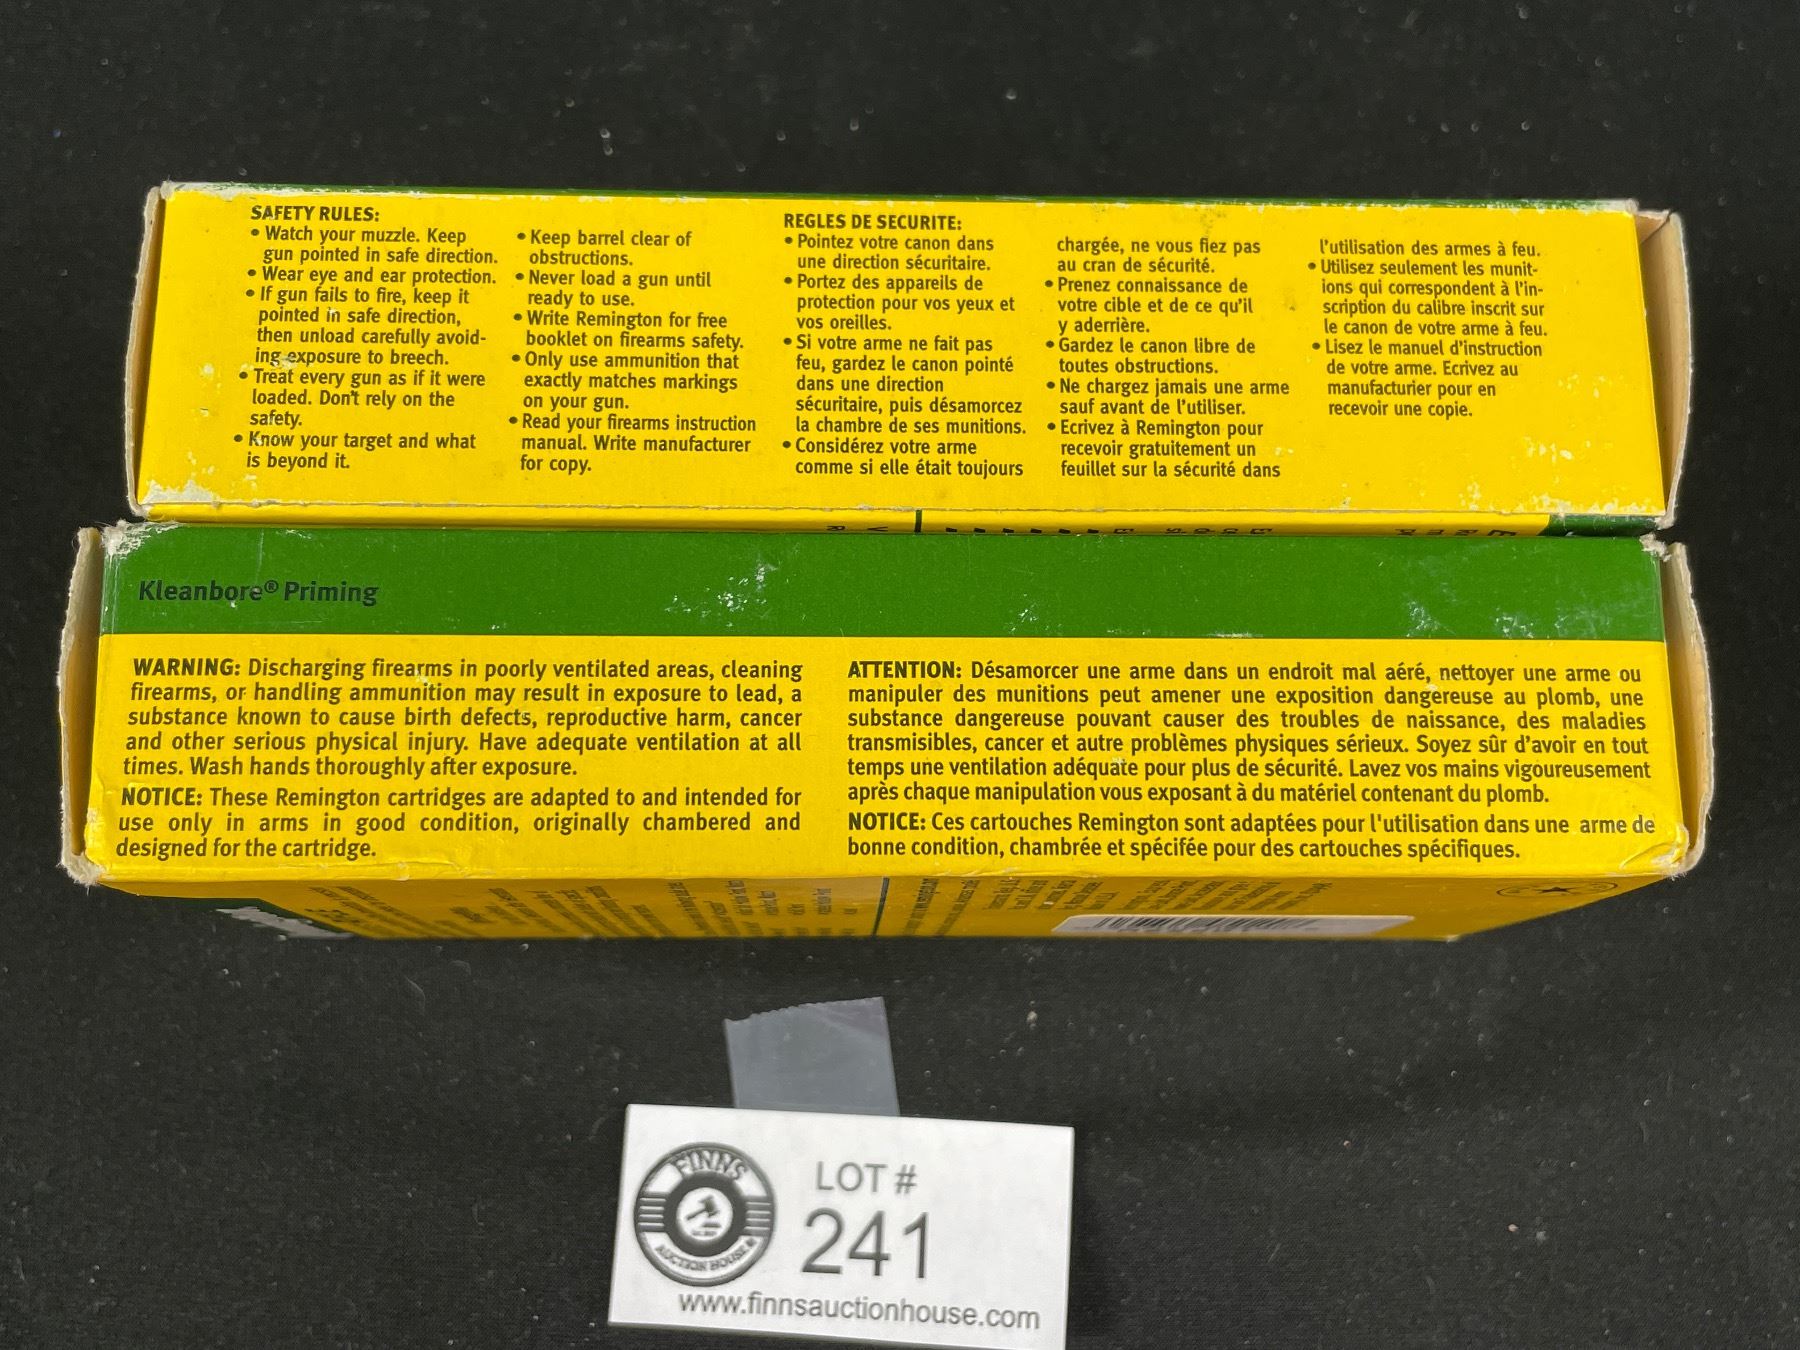 SAFETY RULES:
• Watch your muzzle. Keep
gun pointed in safe direction.
• Wear eye and ear protection.
• If gun fails to fire, keep it
pointed in safe direction,
then unload carefully avoid-
ing exposure to breech.
• Treat every gun as if it were
loaded. Don't rely on the
safety.
• Know your target and what
is beyond it.
• Keep barrel clear of
obstructions.
• Never load a gun until
ready to use.
• Write Remington for free
booklet on firearms safety.
• Only use ammunition that
exactly matches markings
on your gun.
• Read your firearms instruction
manual. Write manufacturer
for copy.
REGLES DE SECURITE:
• Pointez votre canon dans
une direction sécuritaire.
• Portez des appareils de
protection pour vos yeux et
vos oreilles.
• Si votre arme ne fait pas
feu, gardez le canon pointé
dans une direction
sécuritaire, puis désamorcez
la chambre de ses munitions.
• Considérez votre arme
comme si elle était toujours
chargée, ne vous fiez pas
au cran de sécurité.
• Prenez connaissance de
votre cible et de ce qu'il
y aderrière.
• Gardez le canon libre de
toutes obstructions.
• Ne chargez jamais une arme
sauf avant de l'utiliser.
• Ecrivez à Remington pour
recevoir gratuitement un
feuillet sur la sécurité dans
l'utilisation des armes à feu.
• Utilisez seulement les munit-
ions qui correspondent à l'in-
scription du calibre inscrit sur
le canon de votre arme à feu.
• Lisez le manuel d'instruction
de votre arme. Ecrivez au
manufacturier pour en
recevoir une copie.
Kleanbore® Priming
WARNING: Discharging firearms in poorly ventilated areas, cleaning
firearms, or handling ammunition may result in exposure to lead, a
substance known to cause birth defects, reproductive harm, cancer
and other serious physical injury. Have adequate ventilation at all
times. Wash hands thoroughly after exposure.
NOTICE: These Remington cartridges are adapted to and intended for
use only in arms in good condition, originally chambered and
designed for the cartridge.
ATTENTION: Désamorcer une arme dans un endroit mal aéré, nettoyer une arme ou
manipuler des munitions peut amener une exposition dangereuse au plomb, une
substance dangereuse pouvant causer des troubles de naissance, des maladies
transmisibles, cancer et autre problèmes physiques sérieux. Soyez sûr d'avoir en tout
temps une ventilation adéquate pour plus de sécurité. Lavez vos mains vigoureusement
après chaque manipulation vous exposant à du matériel contenant du plomb.
NOTICE: Ces cartouches Remington sont adaptées pour l'utilisation dans une arme de
bonne condition, chambrée et spécifée pour des cartouches spécifiques.
FINNS
AUCTION HOUSE
LOT #
241
www.finnsauctionhouse.com